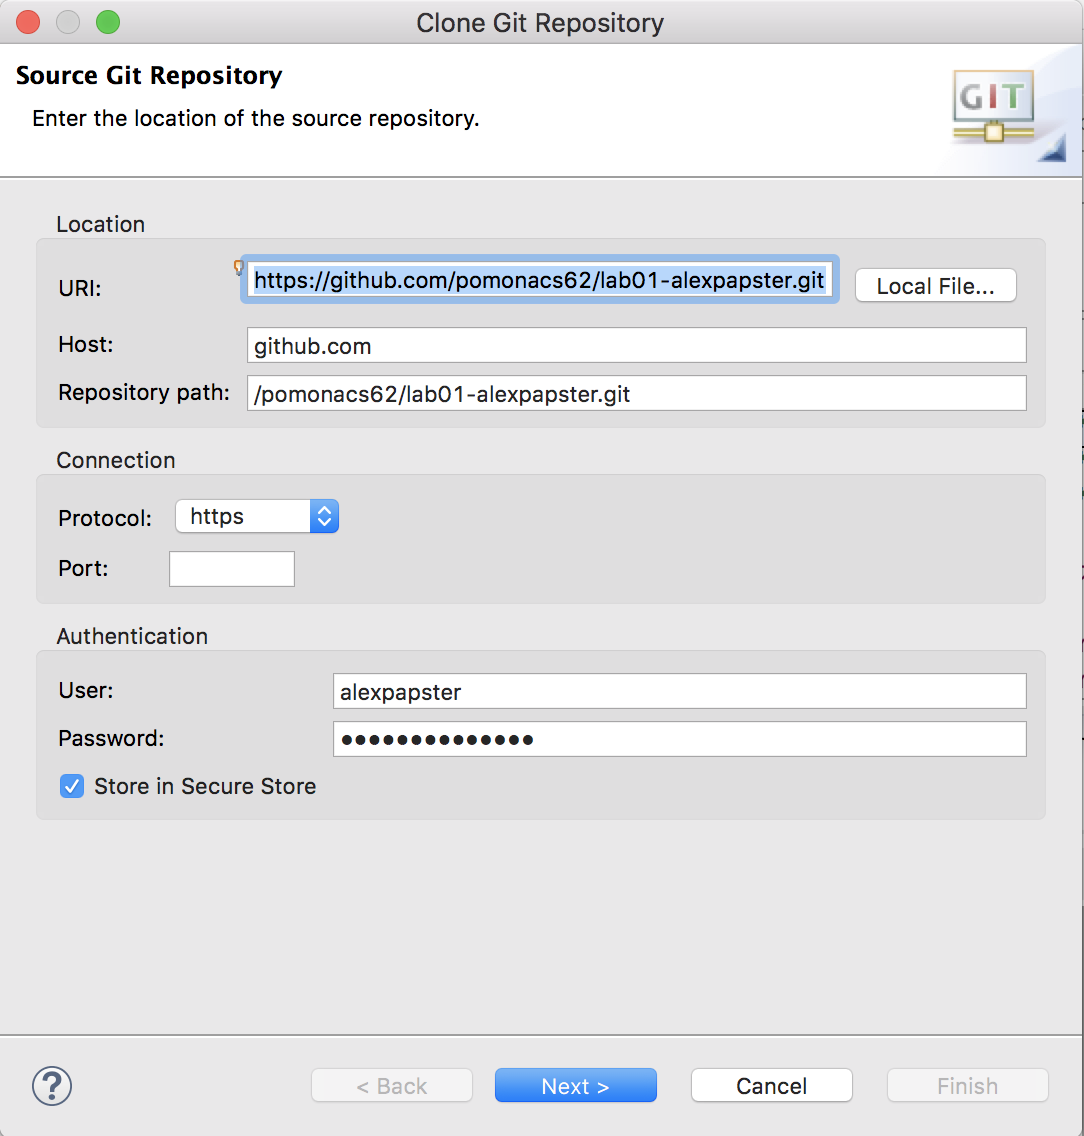 Clone Git Repository
Source Git Repository
Enter the location of the source repository.
GIT
Location
URI: https://github.com/pomonacs62/lab01-alexpapster.git Local File...
Host: github.com
Repository path: /pomonacs62/lab01-alexpapster.git
Connection
Protocol: https
Port:
Authentication
User: alexpapster
Password: ●●●●●●●●●●●●●●
Store in Secure Store
? < Back Next > Cancel Finish